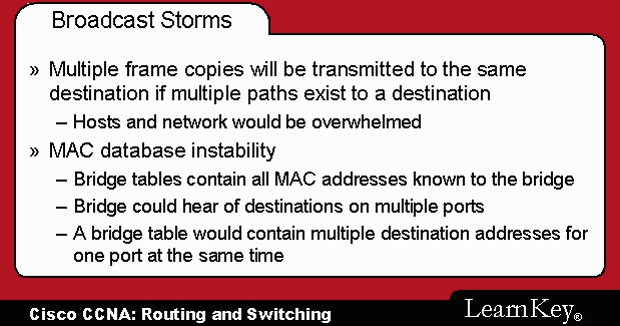 Broadcast Storms
» Multiple frame copies will be transmitted to the same
destination if multiple paths exist to a destination
– Hosts and network would be overwhelmed
» MAC database instability
– Bridge tables contain all MAC addresses known to the bridge
– Bridge could hear of destinations on multiple ports
– A bridge table would contain multiple destination addresses for
one port at the same time
Cisco CCNA: Routing and Switching
LearnKey®